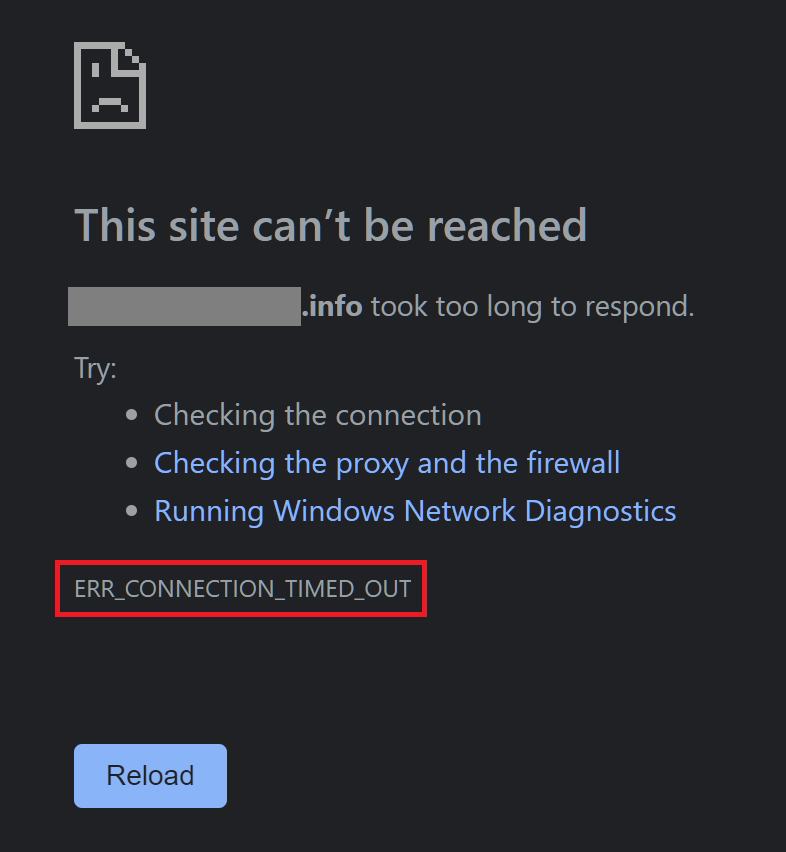 This site can’t be reached
.info took too long to respond.
Try:
Checking the connection
Checking the proxy and the firewall
Running Windows Network Diagnostics
ERR_CONNECTION_TIMED_OUT
Reload